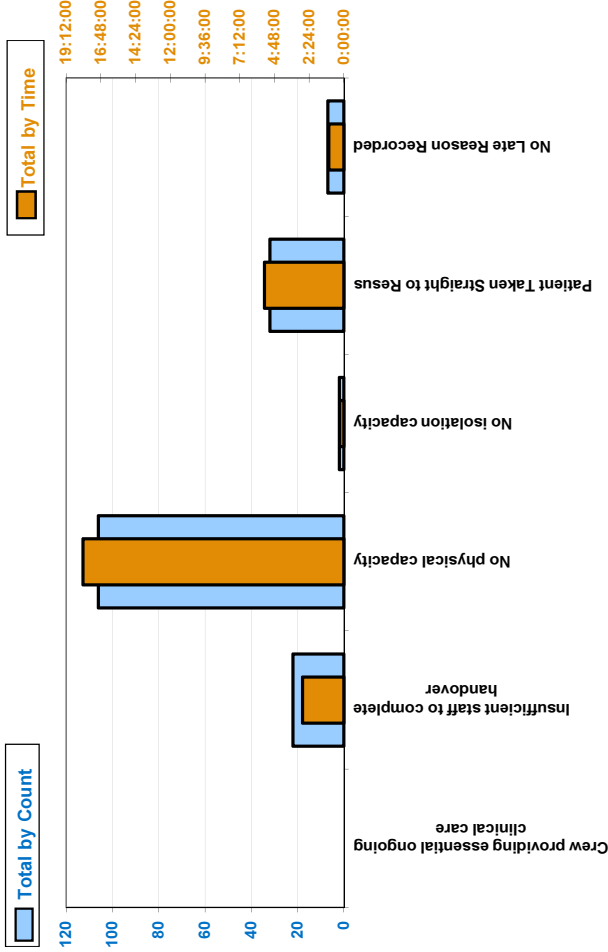 Total by Count
Total by Time
120
100
80
60
40
20
0
19:12:00
16:48:00
14:24:00
12:00:00
9:36:00
7:12:00
4:48:00
2:24:00
0:00:00
Crew providing essential ongoing
clinical care
Insufficient staff to complete
handover
No physical capacity
No isolation capacity
Patient Taken Straight to Resus
No Late Reason Recorded